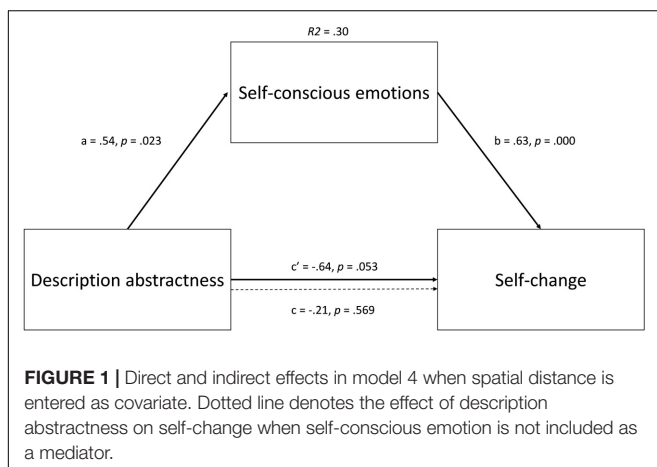 R2 = .30
Self-conscious emotions
a = .54, p = .023
b = .63, p = .000
Description abstractness
c' = -.64, p = .053
Self-change
c = -.21, p = .569
FIGURE 1 | Direct and indirect effects in model 4 when spatial distance is
entered as covariate. Dotted line denotes the effect of description
abstractness on self-change when self-conscious emotion is not included as
a mediator.